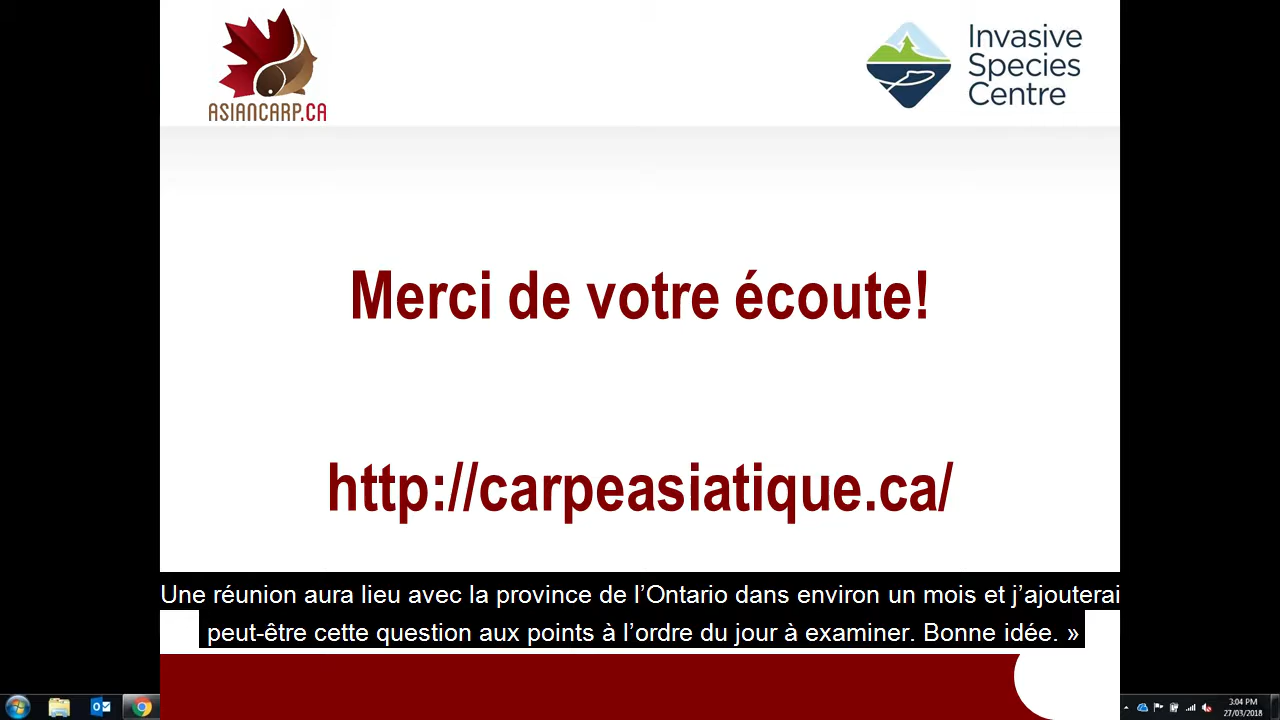 ASIANCARP.CA
Invasive
Species
Centre
Merci de votre écoute!
http://carpeasiatique.ca/
Une réunion aura lieu avec la province de l’Ontario dans environ un mois et j’ajouterai
peut-être cette question aux points à l’ordre du jour à examiner. Bonne idée. »
3:04 PM
27/03/2018